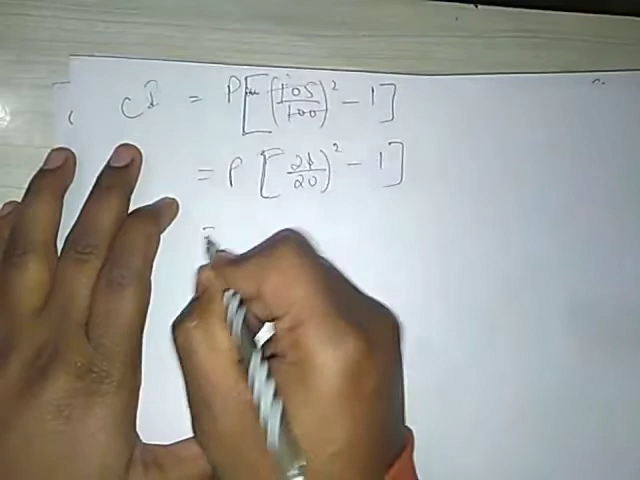 CI = P[(105/100)² - 1]
= P[(21/20)² - 1]
=